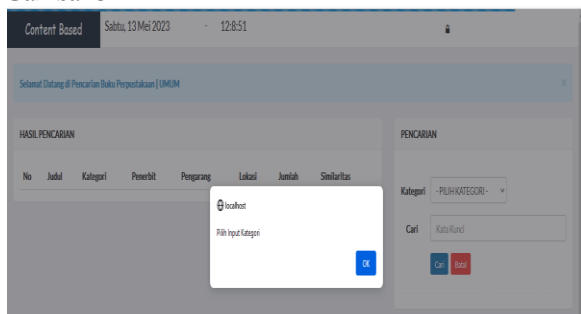 Content Based
Sabtu, 13 Mei 2023 - 12:8:51
Selamat Datang di Pencarian Buku Perpustakaan | UMUM ×
HASIL PENCARIAN
No Judul Kategori Penerbit Pengarang Lokasi Jumlah Similaritas
localhost
Pilih Input Kategori
OK
PENCARIAN
Kategori - PILIH KATEGORI -
Cari Kata Kunci
Cari Batal